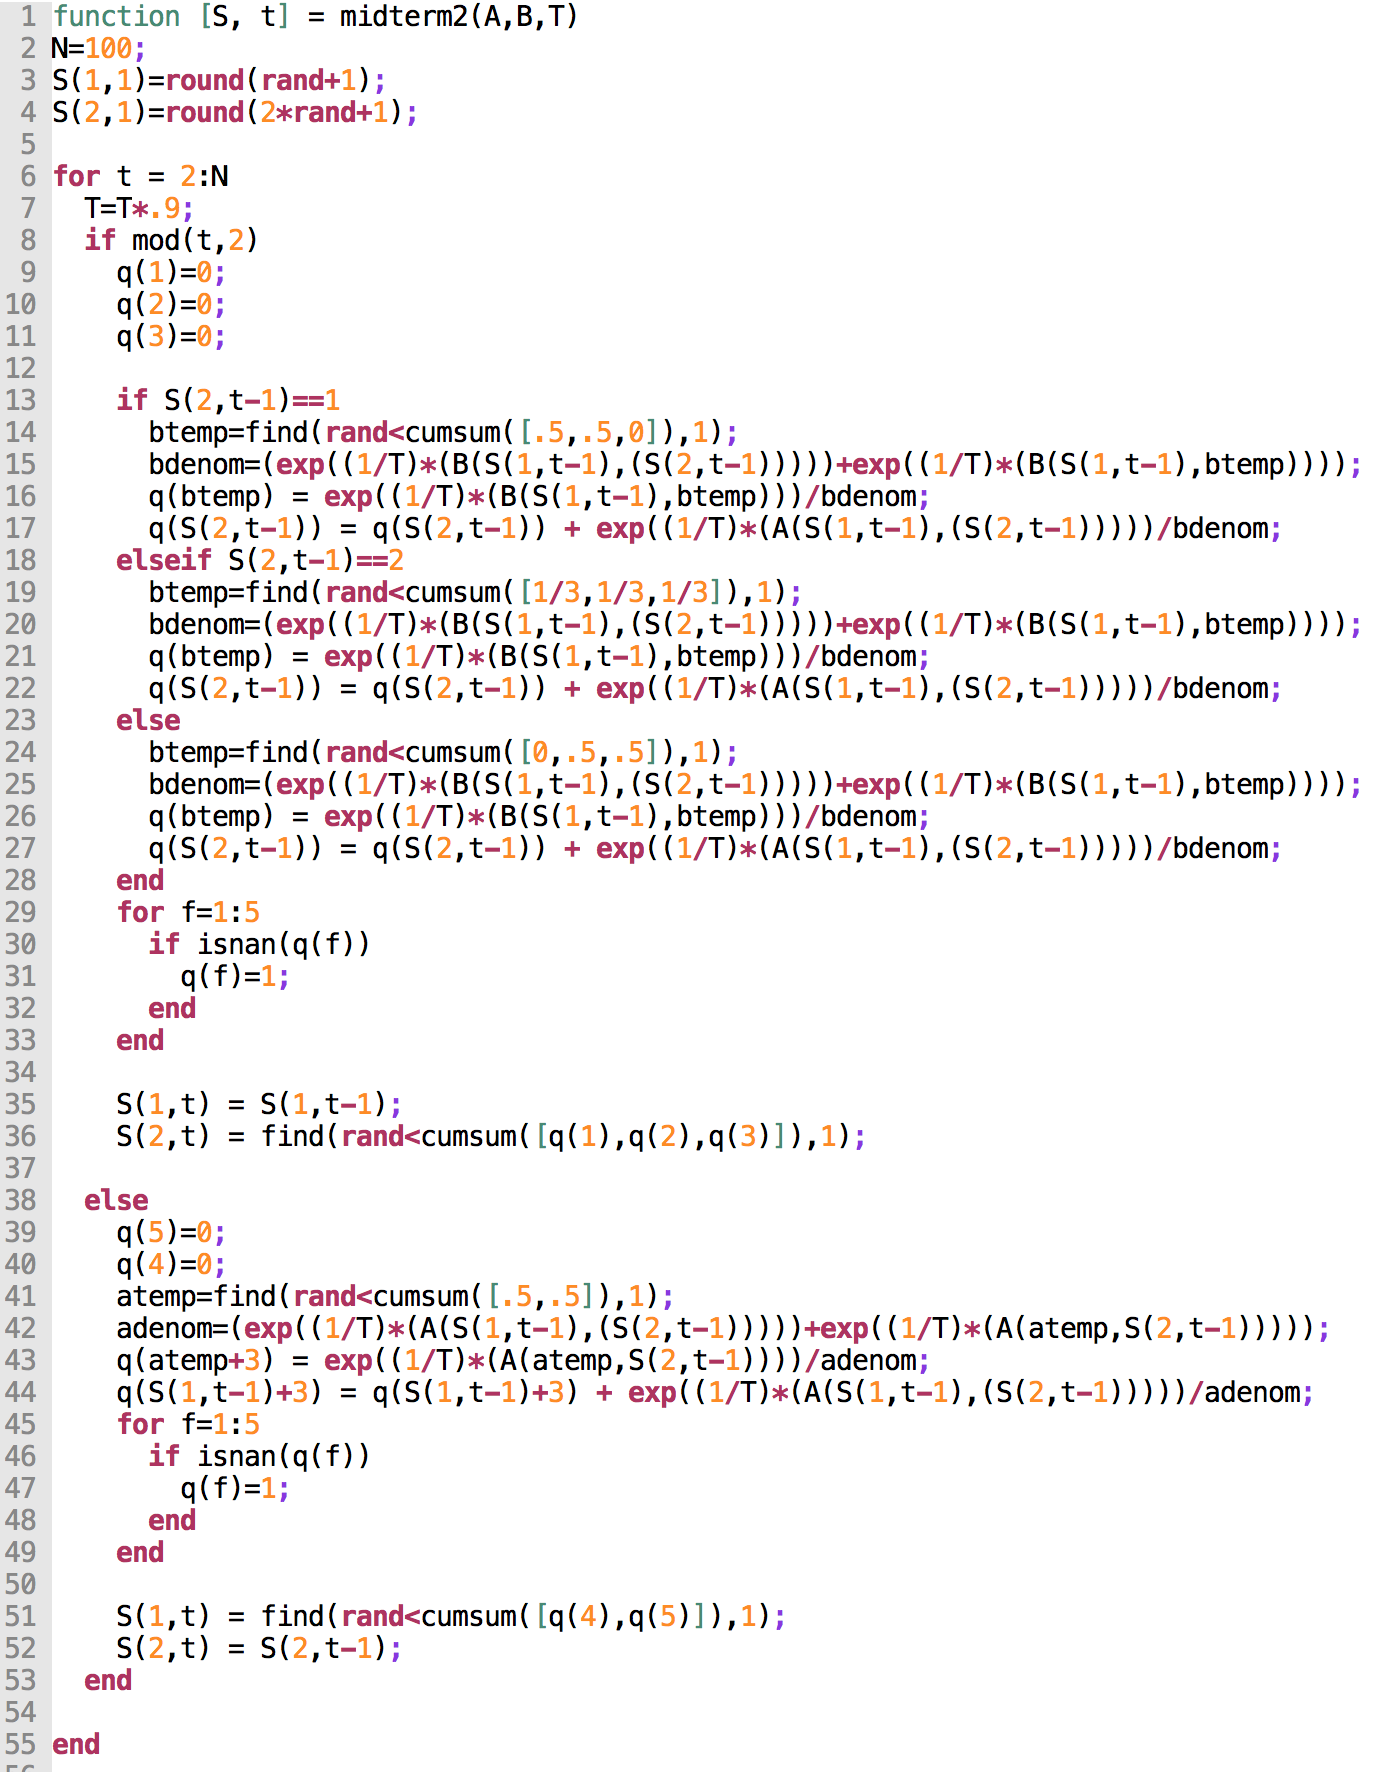 1 function [S, t] = midterm2(A,B,T)
2 N=100;
3 S(1,1)=round(rand+1);
4 S(2,1)=round(2*rand+1);
5
6 for t = 2:N
7 T=T*.9;
8 if mod(t,2)
9 q(1)=0;
10 q(2)=0;
11 q(3)=0;
12
13 if S(2,t-1)==1
14 btemp=find(rand<cumsum([.5,.5,0]),1);
15 bdenom=(exp((1/T)*(B(S(1,t-1),(S(2,t-1)))))+exp((1/T)*(B(S(1,t-1),btemp))));
16 q(btemp) = exp((1/T)*(B(S(1,t-1),btemp)))/bdenom;
17 q(S(2,t-1)) = q(S(2,t-1)) + exp((1/T)*(A(S(1,t-1),(S(2,t-1)))))/bdenom;
18 elseif S(2,t-1)==2
19 btemp=find(rand<cumsum([1/3,1/3,1/3]),1);
20 bdenom=(exp((1/T)*(B(S(1,t-1),(S(2,t-1)))))+exp((1/T)*(B(S(1,t-1),btemp))));
21 q(btemp) = exp((1/T)*(B(S(1,t-1),btemp)))/bdenom;
22 q(S(2,t-1)) = q(S(2,t-1)) + exp((1/T)*(A(S(1,t-1),(S(2,t-1)))))/bdenom;
23 else
24 btemp=find(rand<cumsum([0,.5,.5]),1);
25 bdenom=(exp((1/T)*(B(S(1,t-1),(S(2,t-1)))))+exp((1/T)*(B(S(1,t-1),btemp))));
26 q(btemp) = exp((1/T)*(B(S(1,t-1),btemp)))/bdenom;
27 q(S(2,t-1)) = q(S(2,t-1)) + exp((1/T)*(A(S(1,t-1),(S(2,t-1)))))/bdenom;
28 end
29 for f=1:5
30 if isnan(q(f))
31 q(f)=1;
32 end
33 end
34
35 S(1,t) = S(1,t-1);
36 S(2,t) = find(rand<cumsum([q(1),q(2),q(3)]),1);
37
38 else
39 q(5)=0;
40 q(4)=0;
41 atemp=find(rand<cumsum([.5,.5]),1);
42 adenom=(exp((1/T)*(A(S(1,t-1),(S(2,t-1)))))+exp((1/T)*(A(atemp,S(2,t-1)))));
43 q(atemp+3) = exp((1/T)*(A(atemp,S(2,t-1))))/adenom;
44 q(S(1,t-1)+3) = q(S(1,t-1)+3) + exp((1/T)*(A(S(1,t-1),(S(2,t-1)))))/adenom;
45 for f=1:5
46 if isnan(q(f))
47 q(f)=1;
48 end
49 end
50
51 S(1,t) = find(rand<cumsum([q(4),q(5)]),1);
52 S(2,t) = S(2,t-1);
53 end
54
55 end